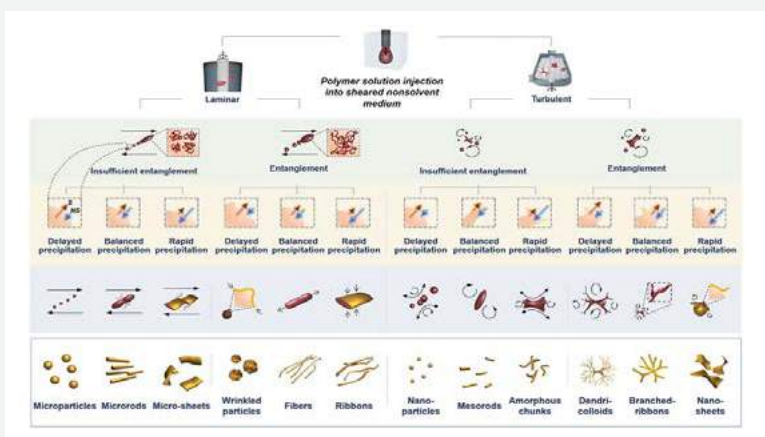 Polymer solution injection
into sheared nonsolvent
medium
Laminar
Turbulent
Insufficient entanglement
Entanglement
Insufficient entanglement
Entanglement
S
NS
Delayed
precipitation
Balanced
precipitation
Rapid
precipitation
Delayed
precipitation
Balanced
precipitation
Rapid
precipitation
Delayed
precipitation
Balanced
precipitation
Rapid
precipitation
Delayed
precipitation
Balanced
precipitation
Rapid
precipitation
Microparticles
Microrods
Micro-sheets
Wrinkled
particles
Fibers
Ribbons
Nano-
particles
Mesorods
Amorphous
chunks
Dendri-
colloids
Branched-
ribbons
Nano-
sheets